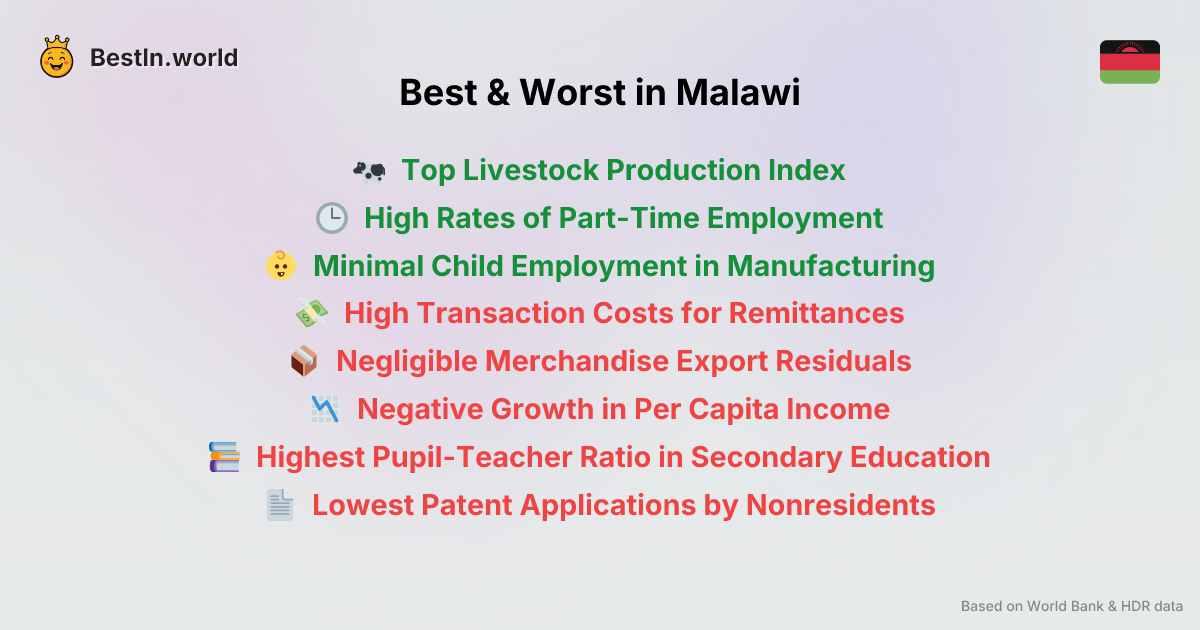 BestIn.world
Best & Worst in Malawi
Top Livestock Production Index
High Rates of Part-Time Employment
Minimal Child Employment in Manufacturing
High Transaction Costs for Remittances
Negligible Merchandise Export Residuals
Negative Growth in Per Capita Income
Highest Pupil-Teacher Ratio in Secondary Education
Lowest Patent Applications by Nonresidents
Based on World Bank & HDR data